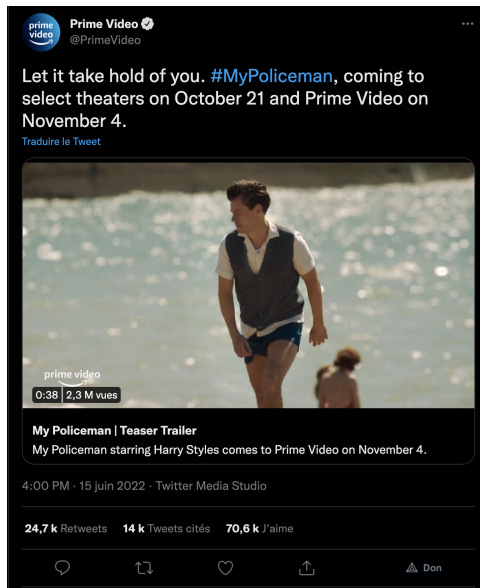 prime
video
Prime Video
@PrimeVideo
Let it take hold of you. #MyPoliceman, coming to
select theaters on October 21 and Prime Video on
November 4.
Traduire le Tweet
prime video
0:38 2,3 M vues
My Policeman | Teaser Trailer
My Policeman starring Harry Styles comes to Prime Video on November 4.
4:00 PM · 15 juin 2022 · Twitter Media Studio
24,7 k Retweets 14 k Tweets cités 70,6 k J'aime
Don